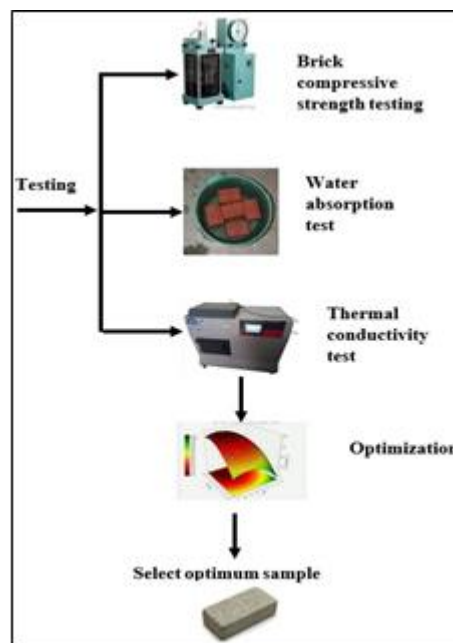 Brick
compressive
strength testing
Testing
Water
absorption
test
Thermal
conductivity
test
Optimization
Select optimum sample